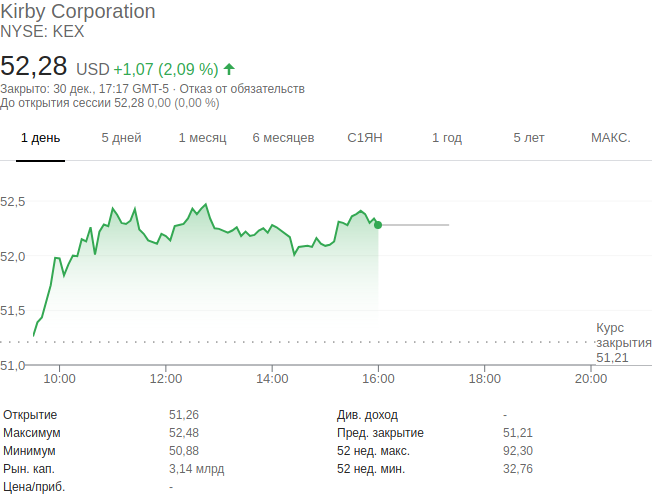 Kirby Corporation
NYSE: KEX
52,28 USD +1,07 (2,09 %)
Закрыто: 30 дек., 17:17 GMT-5 · Отказ от обязательств
До открытия сессии 52,28 0,00 (0,00 %)
1 день 5 дней 1 месяц 6 месяцев С1ЯН 1 год 5 лет МАКС.
52,5
52,0
51,5
Курс
закрытия
51,21
51,0
10:00 12:00 14:00 16:00 18:00 20:00
Открытие 51,26 Див. доход -
Максимум 52,48 Пред. закрытие 51,21
Минимум 50,88 52 нед. макс. 92,30
Рын. кап. 3,14 млрд 52 нед. мин. 32,76
Цена/приб. -